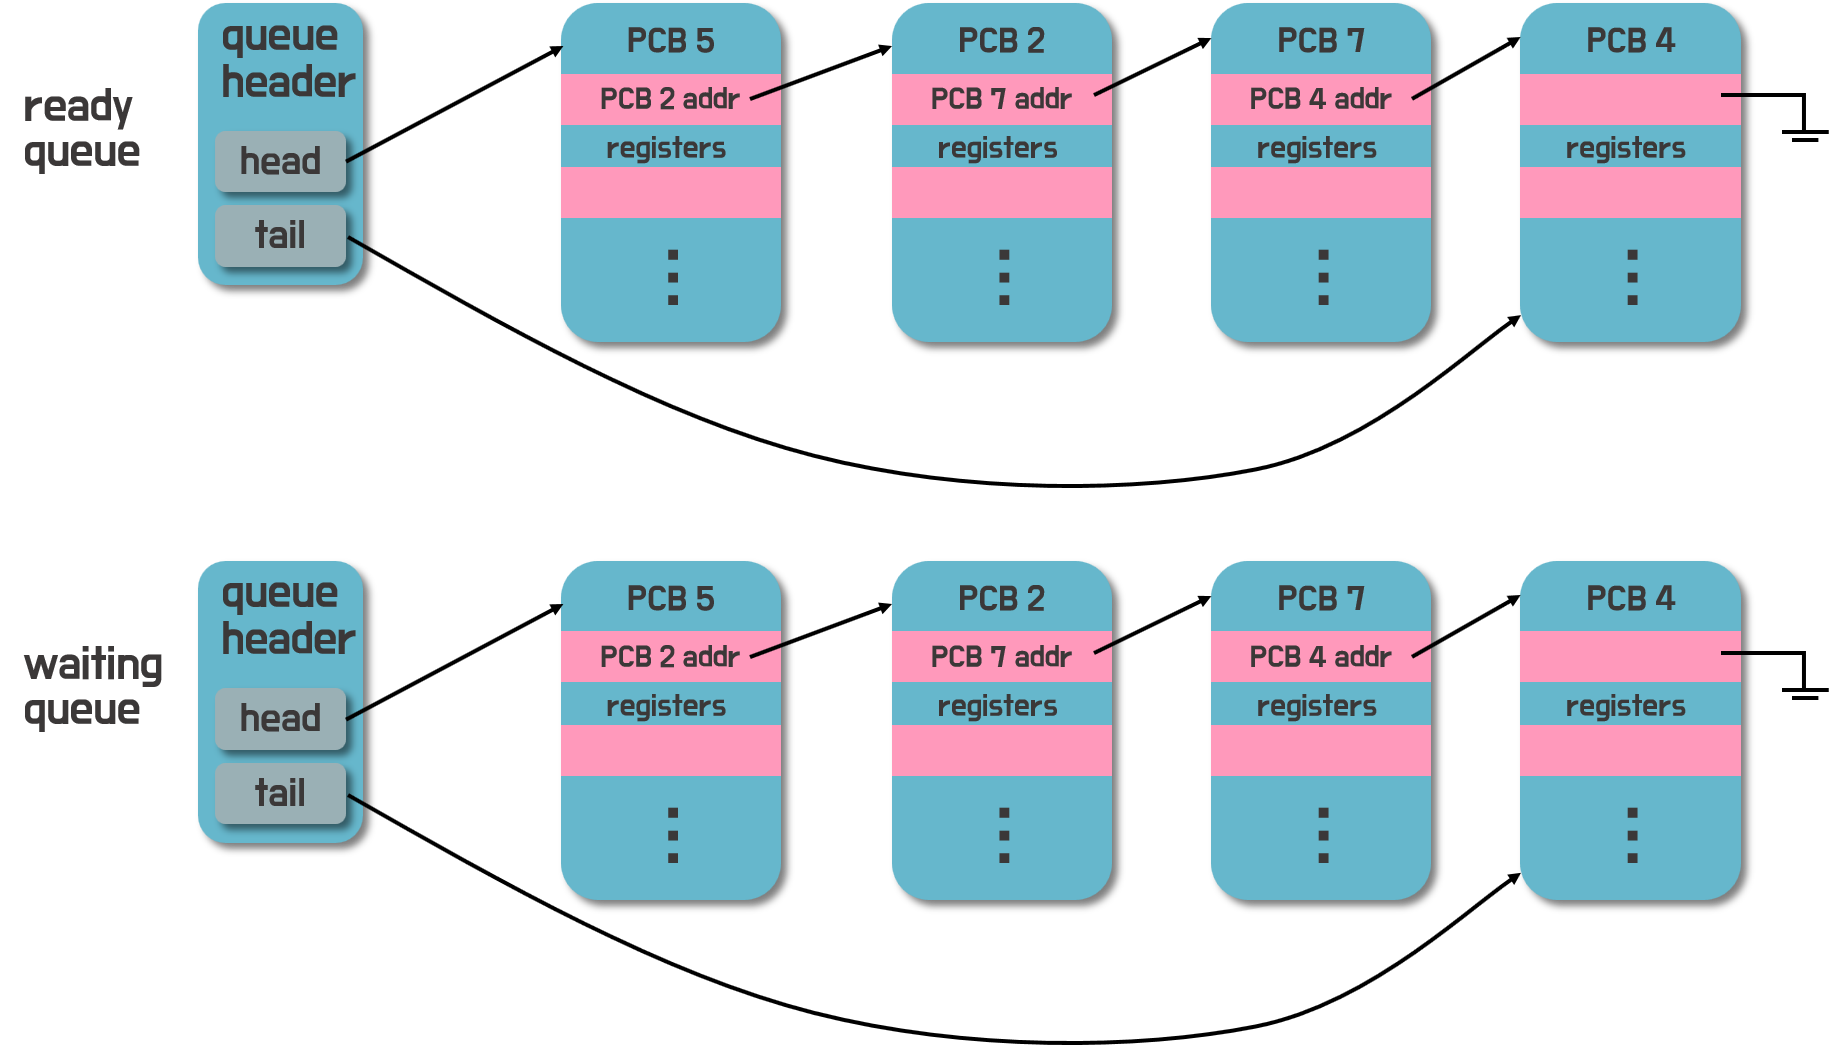 ready
queue
queue
header
head
tail
PCB 5
PCB 2 addr
registers
PCB 2
PCB 7 addr
registers
PCB 7
PCB 4 addr
registers
PCB 4
registers
waiting
queue
queue
header
head
tail
PCB 5
PCB 2 addr
registers
PCB 2
PCB 7 addr
registers
PCB 7
PCB 4 addr
registers
PCB 4
registers